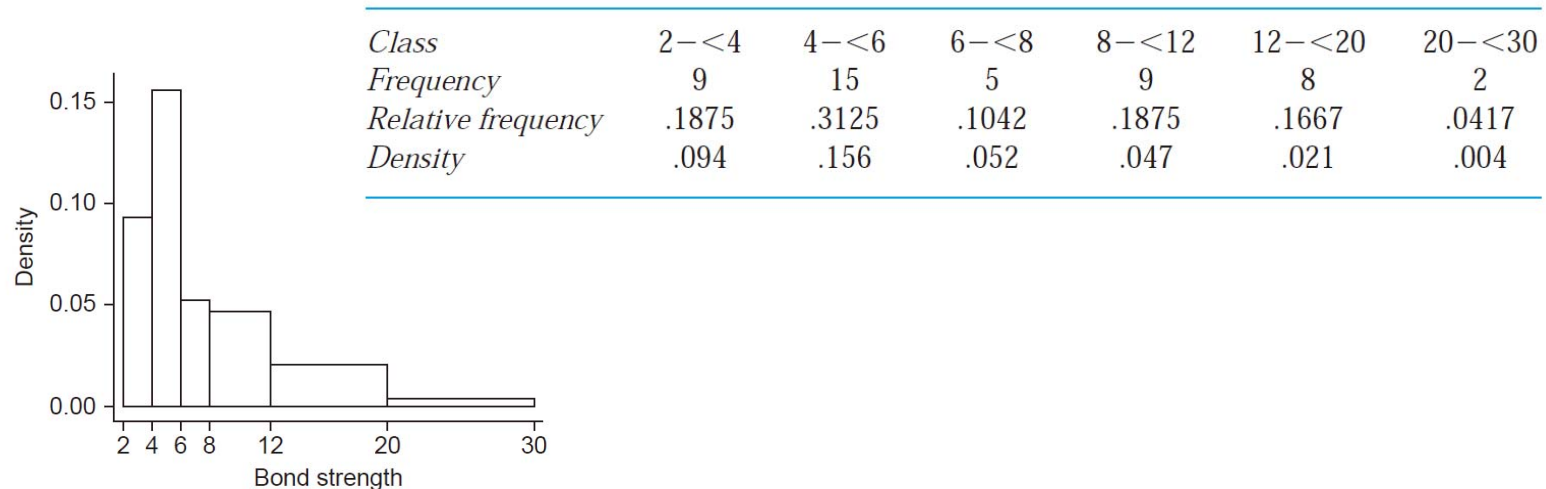 Class 2–<4 4–<6 6–<8 8–<12 12–<20 20–<30
Frequency 9 15 5 9 8 2
Relative frequency .1875 .3125 .1042 .1875 .1667 .0417
Density .094 .156 .052 .047 .021 .004
0.15
0.10
0.05
0.00
Density
2 4 6 8 12 20 30
Bond strength